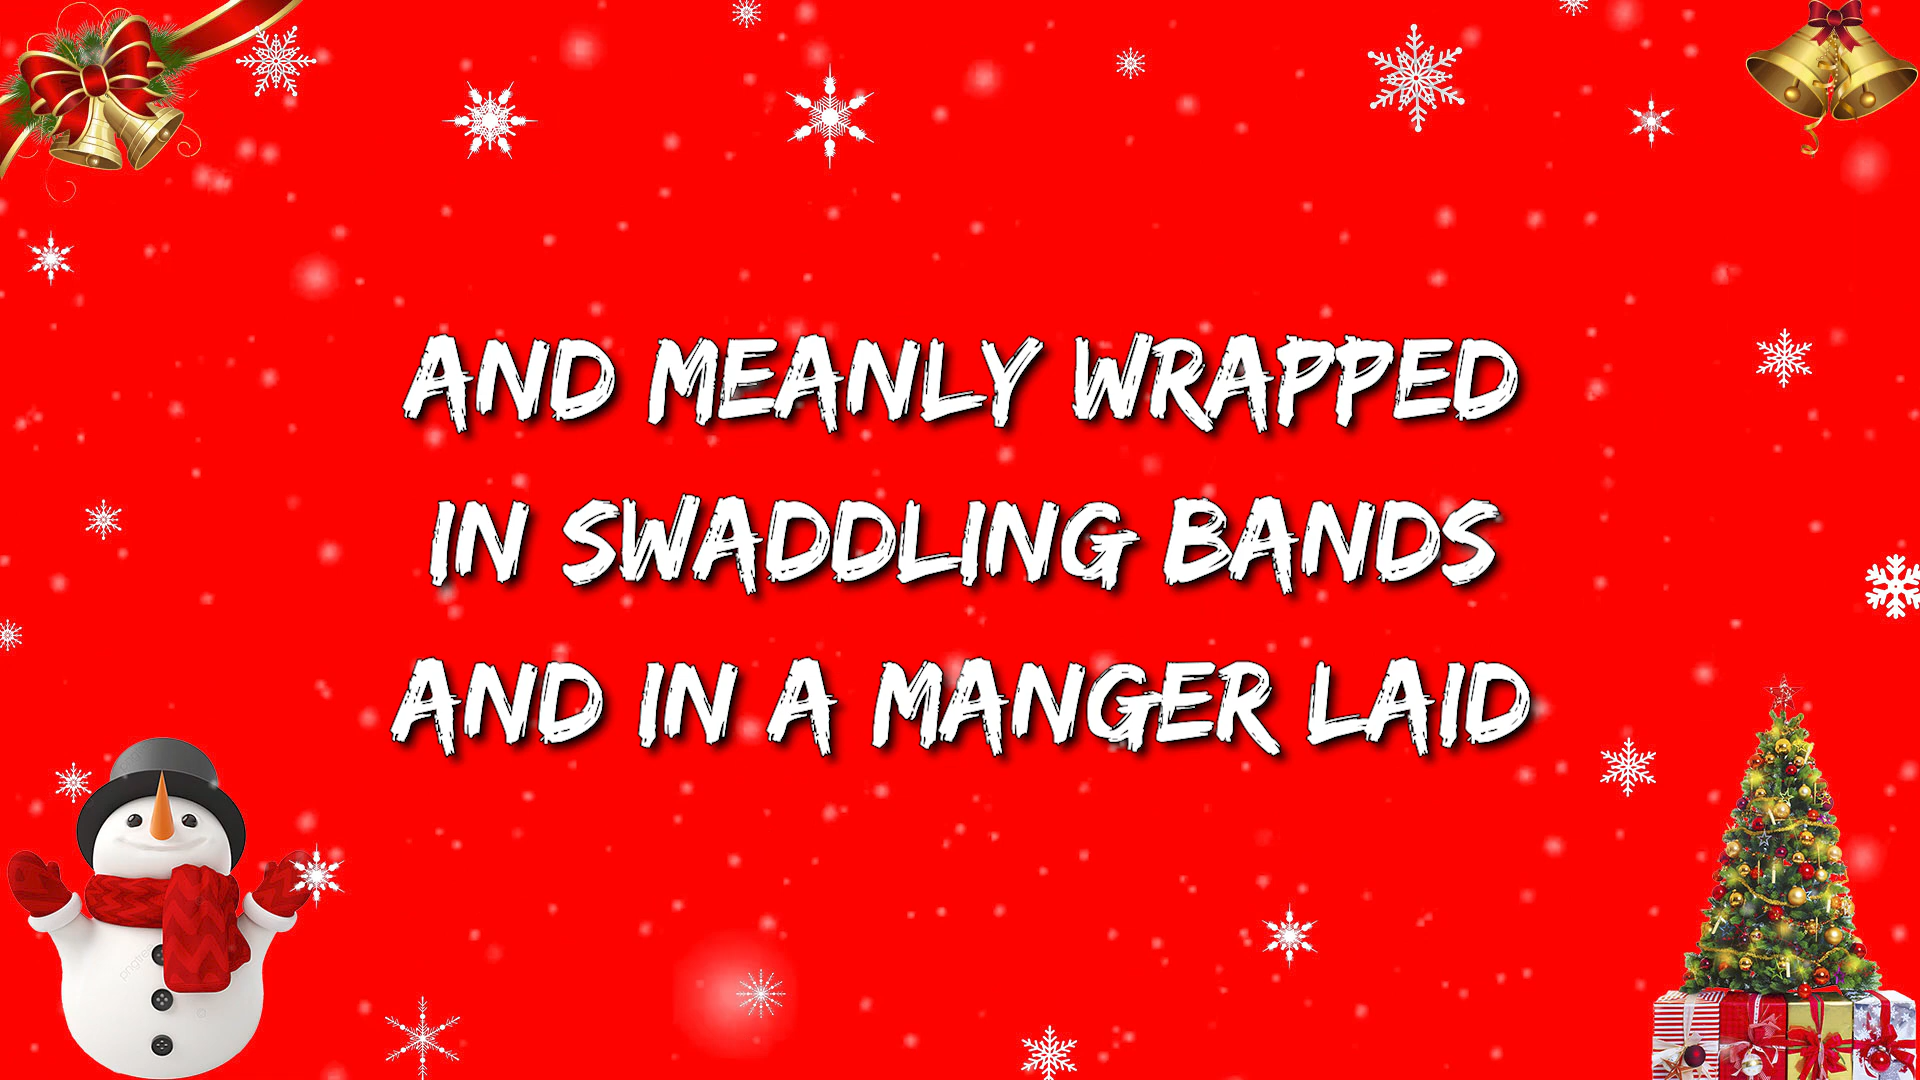 AND MEANLY WRAPPED
IN SWADDLING BANDS
AND IN A MANGER LAID